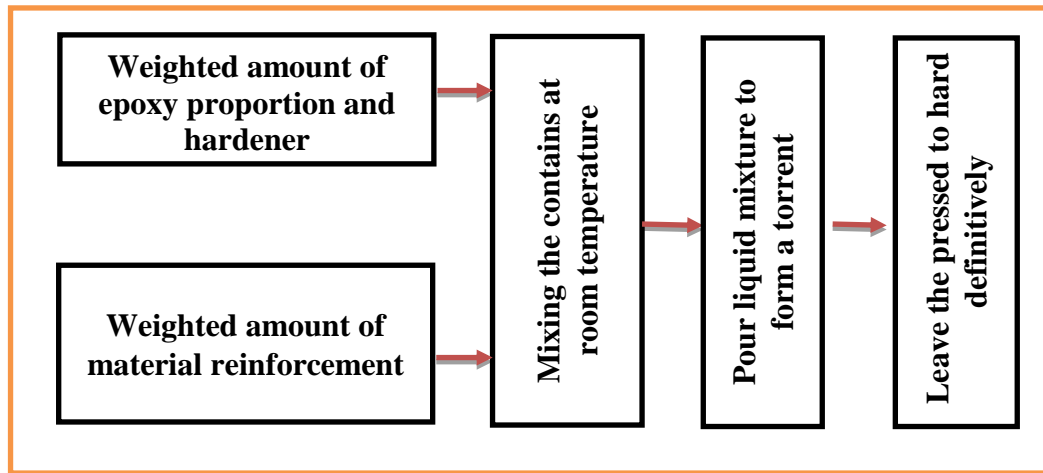 Weighted amount of
epoxy proportion and
hardener
Weighted amount of
material reinforcement
Mixing the contains at
room temperature
Pour liquid mixture to
form a torrent
Leave the pressed to hard
definitively